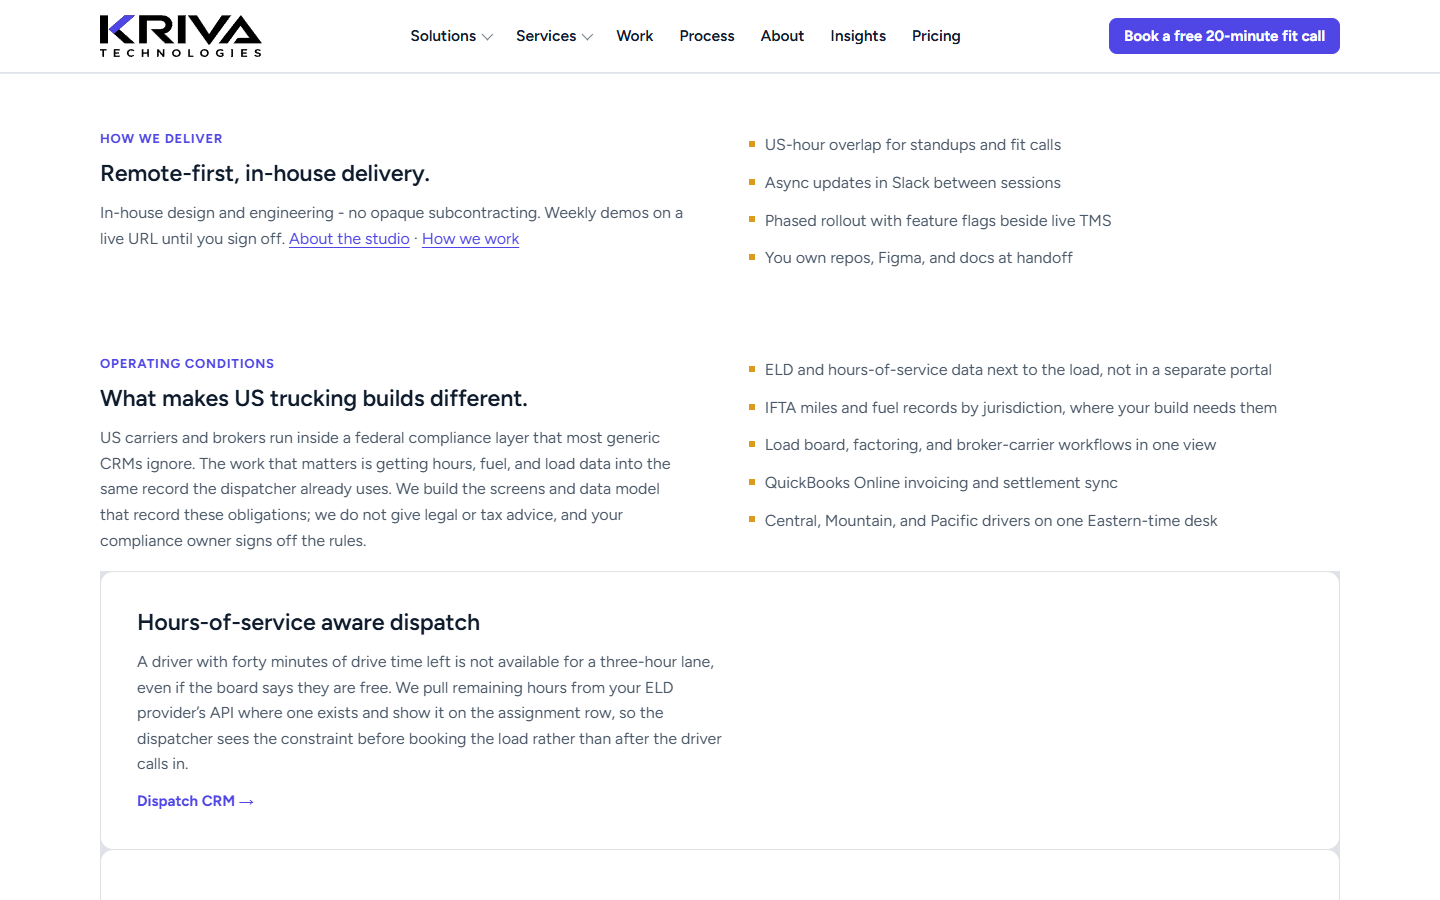 KRIVA
TECHNOLOGIES
Solutions
Services
Work
Process
About
Insights
Pricing
Book a free 20-minute fit call
HOW WE DELIVER
Remote-first, in-house delivery.
In-house design and engineering - no opaque subcontracting. Weekly demos on a
live URL until you sign off. About the studio · How we work
US-hour overlap for standups and fit calls
Async updates in Slack between sessions
Phased rollout with feature flags beside live TMS
You own repos, Figma, and docs at handoff
OPERATING CONDITIONS
What makes US trucking builds different.
US carriers and brokers run inside a federal compliance layer that most generic
CRMs ignore. The work that matters is getting hours, fuel, and load data into the
same record the dispatcher already uses. We build the screens and data model
that record these obligations; we do not give legal or tax advice, and your
compliance owner signs off the rules.
ELD and hours-of-service data next to the load, not in a separate portal
IFTA miles and fuel records by jurisdiction, where your build needs them
Load board, factoring, and broker-carrier workflows in one view
QuickBooks Online invoicing and settlement sync
Central, Mountain, and Pacific drivers on one Eastern-time desk
Hours-of-service aware dispatch
A driver with forty minutes of drive time left is not available for a three-hour lane,
even if the board says they are free. We pull remaining hours from your ELD
provider’s API where one exists and show it on the assignment row, so the
dispatcher sees the constraint before booking the load rather than after the driver
calls in.
Dispatch CRM →